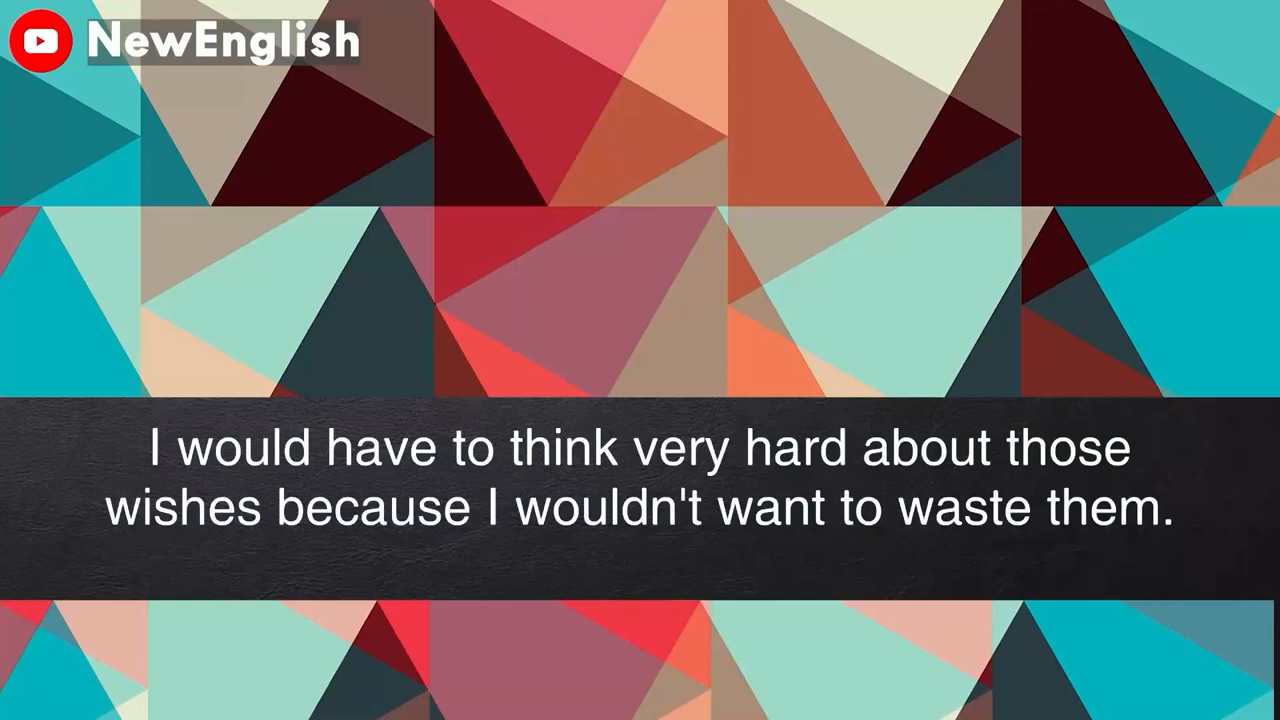 NewEnglish
I would have to think very hard about those
wishes because I wouldn't want to waste them.